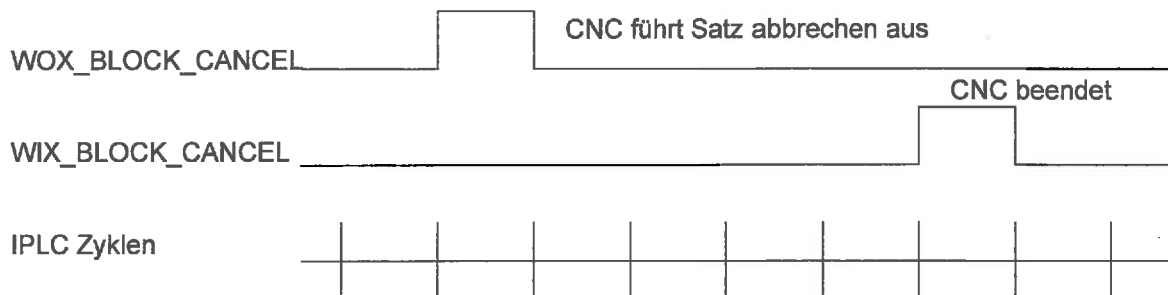 CNC führt Satz abbrechen aus
WOX_BLOCK_CANCEL
CNC beendet
WIX_BLOCK_CANCEL
IPLC Zyklen